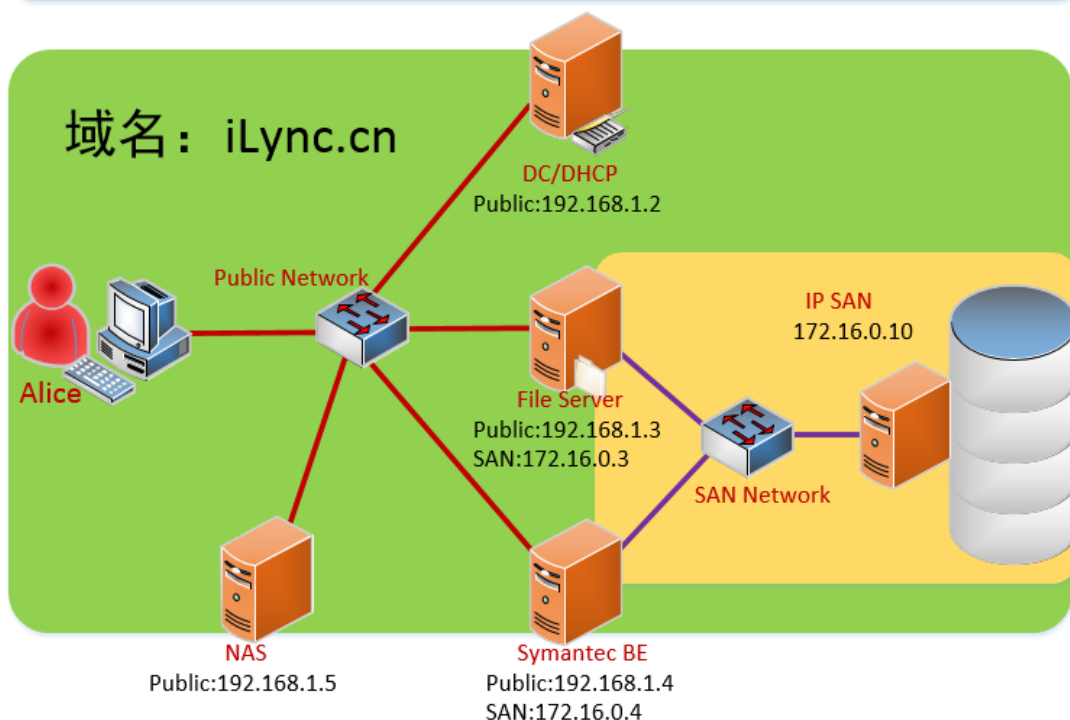 域名：iLync.cn
DC/DHCP
Public:192.168.1.2
Public Network
Alice
File Server
Public:192.168.1.3
SAN:172.16.0.3
IP SAN
172.16.0.10
SAN Network
NAS
Public:192.168.1.5
Symantec BE
Public:192.168.1.4
SAN:172.16.0.4